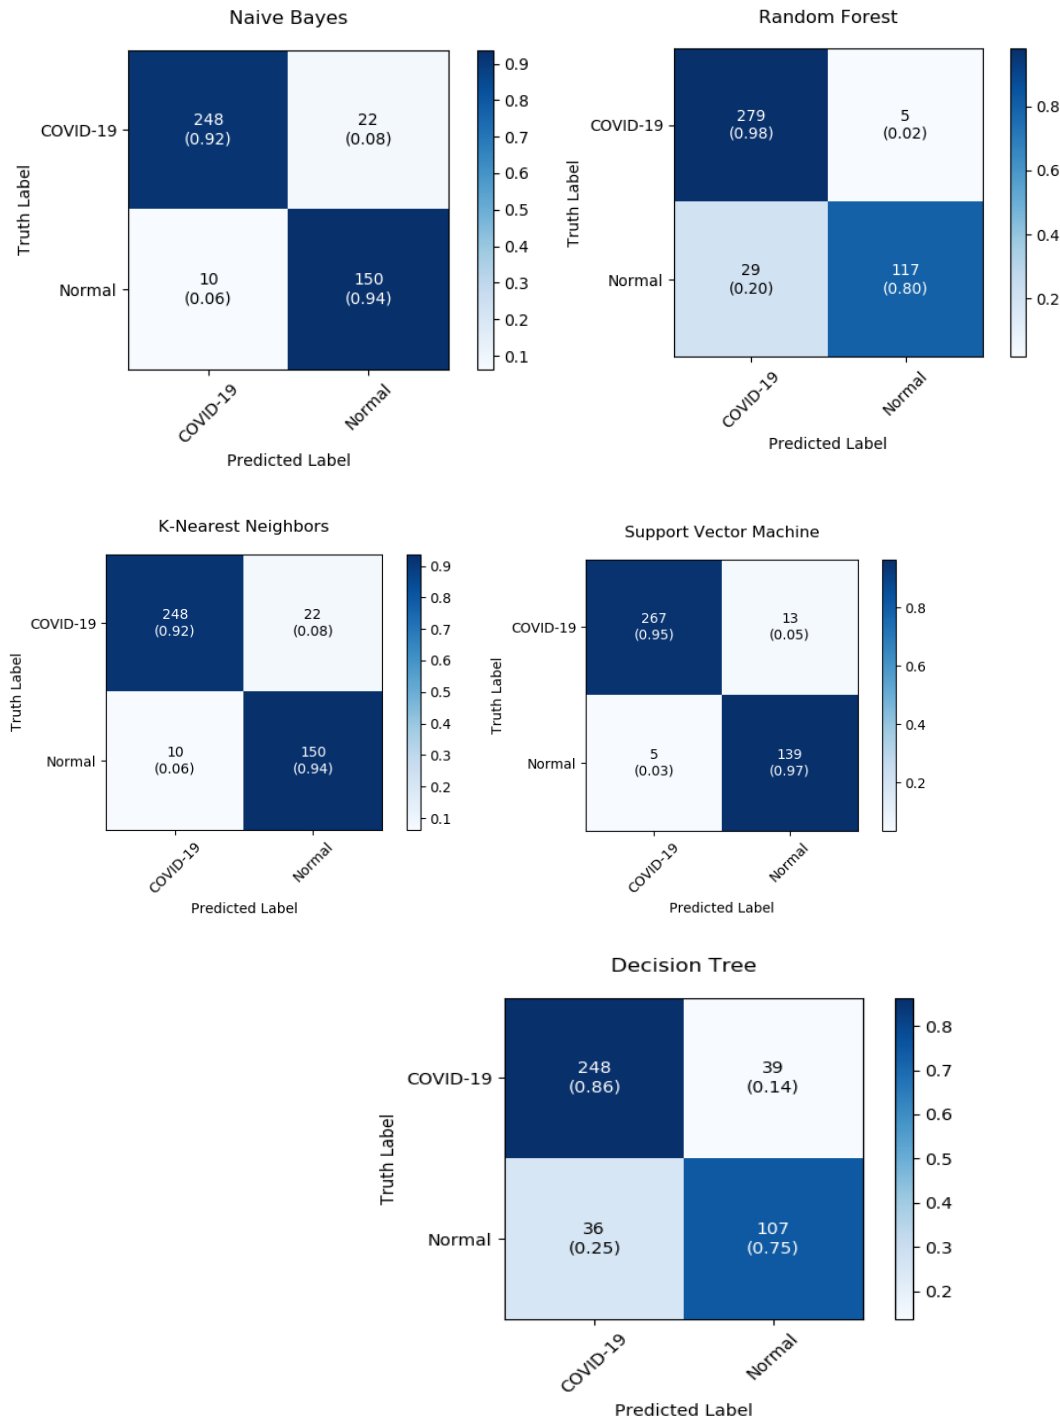 Naive Bayes
Truth Label
COVID-19
Normal
248
(0.92)
22
(0.08)
10
(0.06)
150
(0.94)
COVID-19
Normal
Predicted Label
0.9
0.8
0.7
0.6
0.5
0.4
0.3
0.2
0.1
Random Forest
Truth Label
COVID-19
Normal
279
(0.98)
5
(0.02)
29
(0.20)
117
(0.80)
COVID-19
Normal
Predicted Label
0.8
0.6
0.4
0.2
K-Nearest Neighbors
Truth Label
COVID-19
Normal
248
(0.92)
22
(0.08)
10
(0.06)
150
(0.94)
COVID-19
Normal
Predicted Label
0.9
0.8
0.7
0.6
0.5
0.4
0.3
0.2
0.1
Support Vector Machine
Truth Label
COVID-19
Normal
267
(0.95)
13
(0.05)
5
(0.03)
139
(0.97)
COVID-19
Normal
Predicted Label
0.8
0.6
0.4
0.2
Decision Tree
Truth Label
COVID-19
Normal
248
(0.86)
39
(0.14)
36
(0.25)
107
(0.75)
COVID-19
Normal
Predicted Label
0.8
0.7
0.6
0.5
0.4
0.3
0.2